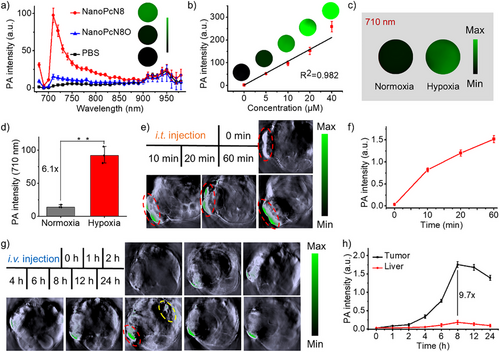 a)
NanoPcN8
NanoPcN8O
PBS
PA intensity (a.u.)
100
80
60
40
20
0
700 750 800 850 900 950
Wavelength (nm)
b)
PA intensity (a.u.)
300
200
100
0
R²=0.982
0 5 10 20 40
Concentration (μM)
c)
710 nm
Max
Min
Normoxia Hypoxia
d)
PA intensity (710 nm)
120
90
60
30
0
**
6.1x
Normoxia Hypoxia
e)
i.t. injection 0 min
10 min 20 min 60 min
Max
Min
f)
PA intensity (a.u.)
1.5
1.0
0.5
0.0
0 10 20 60
Time (min)
g)
i.v. injection 0 h 1 h 2 h
4 h 6 h 8 h 12 h 24 h
Max
Min
h)
PA intensity (a.u.)
2.0
1.5
1.0
0.5
0.0
Tumor
Liver
9.7x
0 1 2 4 6 8 12 24
Time (h)